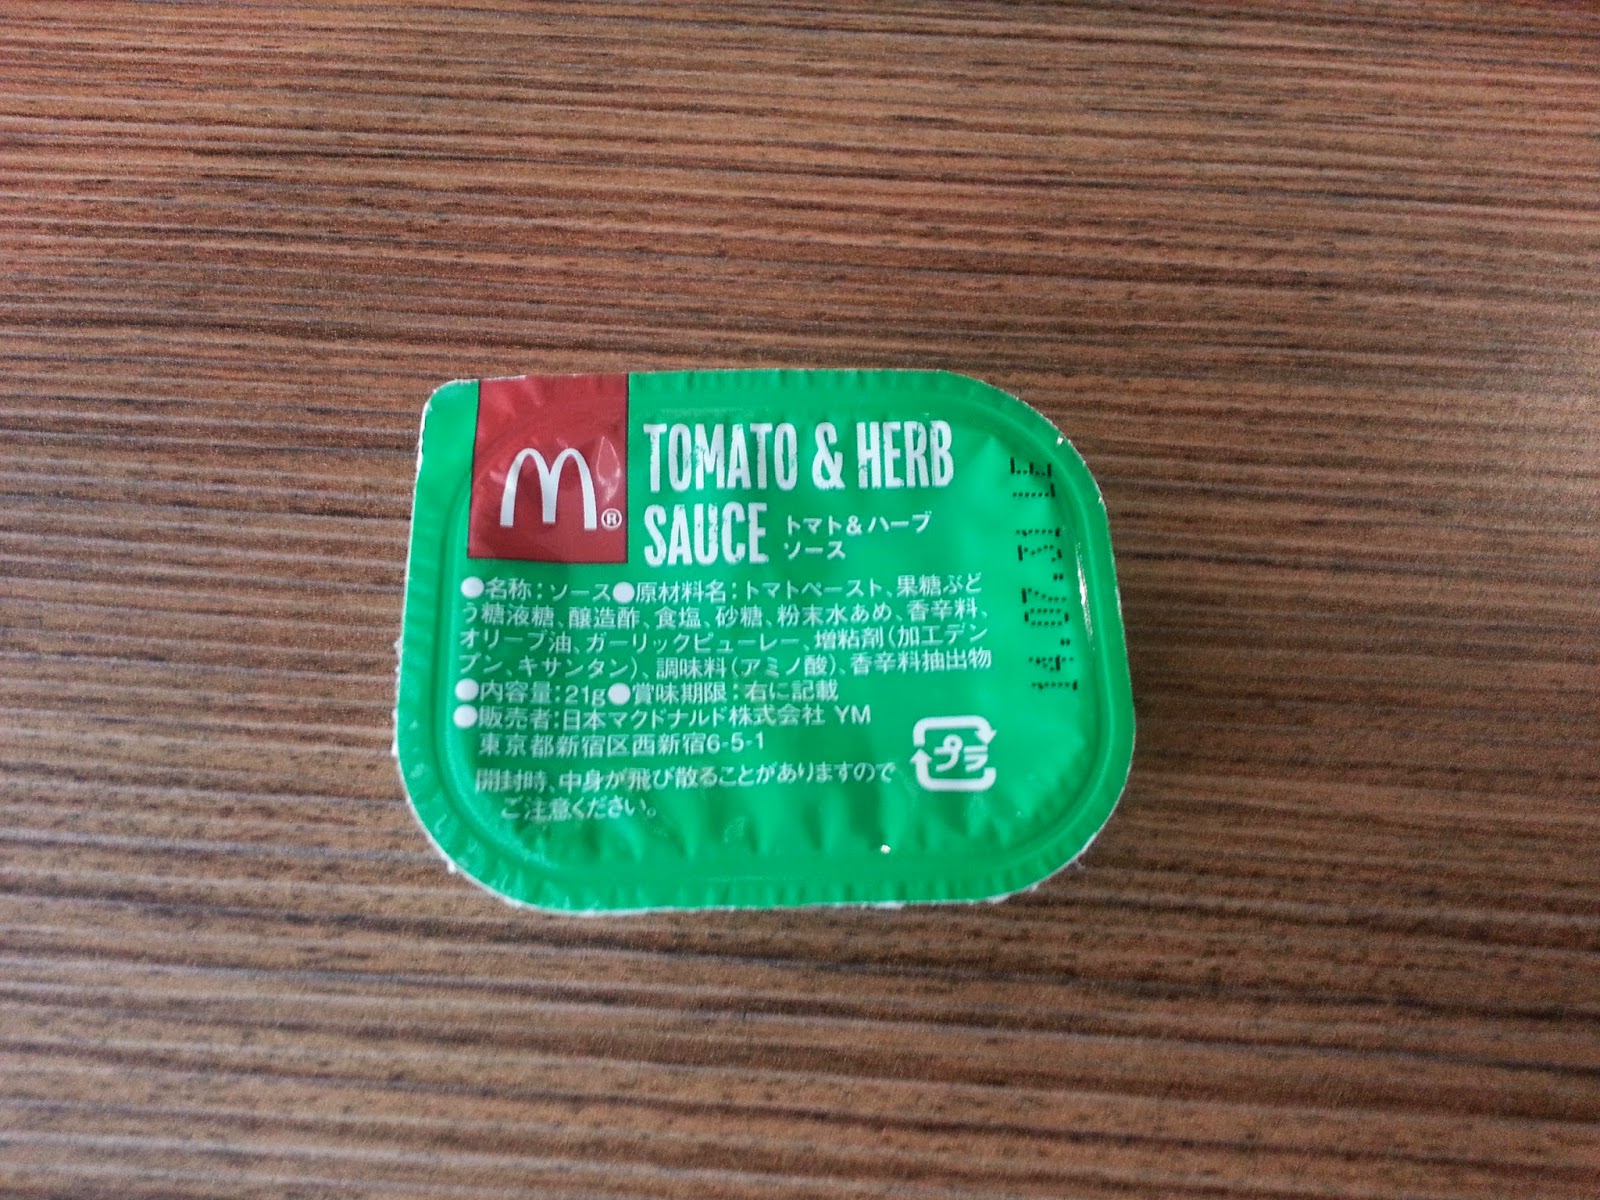 M®
TOMATO & HERB
SAUCE トマト&ハーブ
ソース
●名称：ソース●原材料名：トマトペースト、果糖ぶど
う糖液糖、醸造酢、食塩、砂糖、粉末水あめ、香辛料、
オリーブ油、ガーリックピューレー、増粘剤（加工デン
プン、キサンタン）、調味料（アミノ酸）、香辛料抽出物
●内容量：21g●賞味期限：右に記載
●販売者：日本マクドナルド株式会社 YM
東京都新宿区西新宿6-5-1
開封時、中身が飛び散ることがありますので
ご注意ください。
プラ